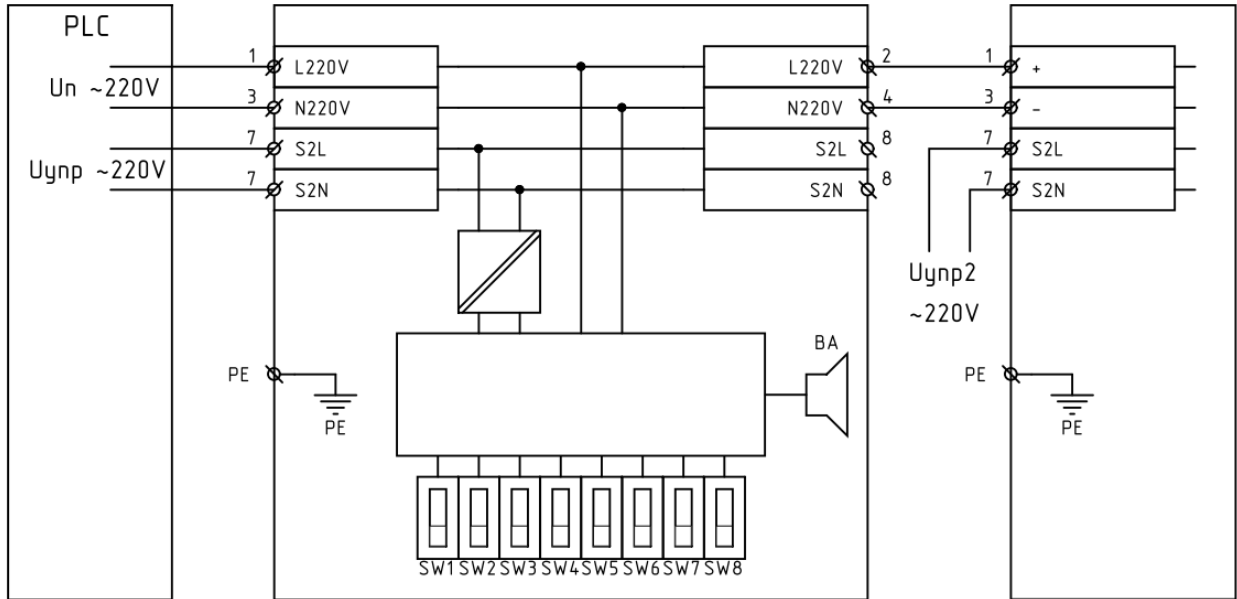 PLC
Uп ~220V
Uупр ~220V
1 L220V
3 N220V
7 S2L
7 S2N
L220V 2
N220V 4
S2L 8
S2N 8
1 +
3 -
7 S2L
7 S2N
Uупр2
~220V
PE
PE
BA
PE
PE
SW1 SW2 SW3 SW4 SW5 SW6 SW7 SW8